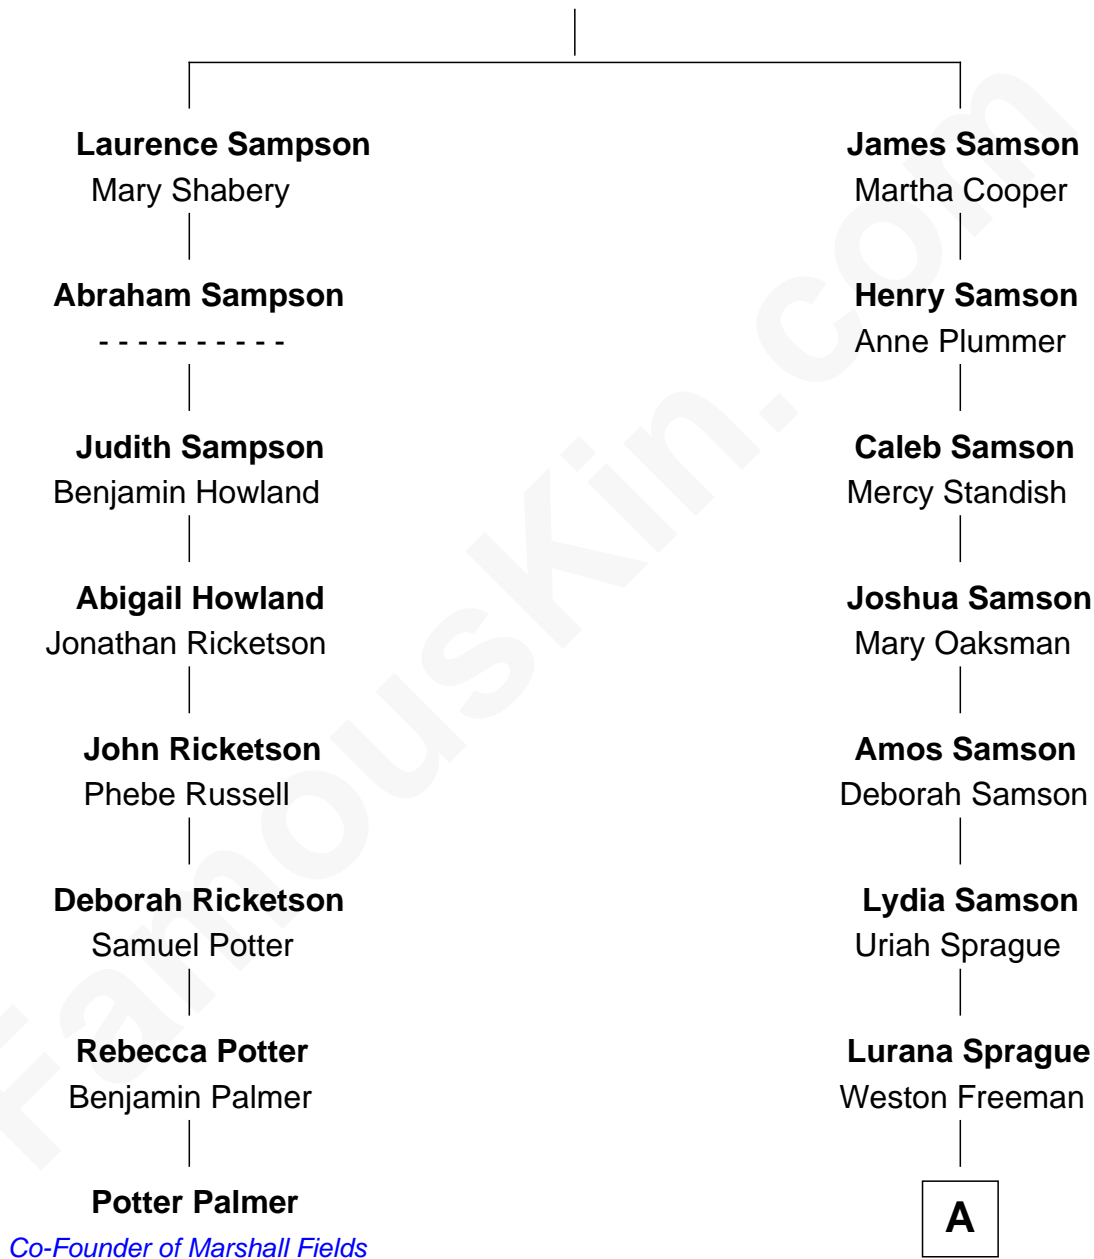 Laurence Sampson
Mary Shabery
James Samson
Martha Cooper
Abraham Sampson
- - - - - - - - - -
Henry Samson
Anne Plummer
Judith Sampson
Benjamin Howland
Caleb Samson
Mercy Standish
Abigail Howland
Jonathan Ricketson
Joshua Samson
Mary Oaksman
John Ricketson
Phebe Russell
Amos Samson
Deborah Samson
Deborah Ricketson
Samuel Potter
Lydia Samson
Uriah Sprague
Rebecca Potter
Benjamin Palmer
Lurana Sprague
Weston Freeman
Potter Palmer
Co-Founder of Marshall Fields
A
FamousKin.com